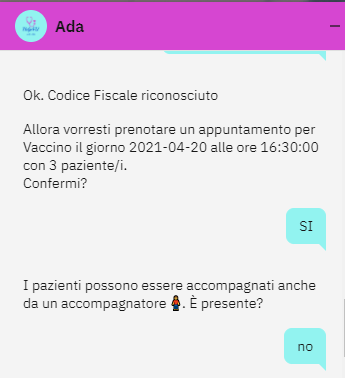 Ada
Ok. Codice Fiscale riconosciuto
Allora vorresti prenotare un appuntamento per
Vaccino il giorno 2021-04-20 alle ore 16:30:00
con 3 paziente/i.
Confermi?
SI
I pazienti possono essere accompagnati anche
da un accompagnatore 🧍🏾‍♀️. È presente?
no